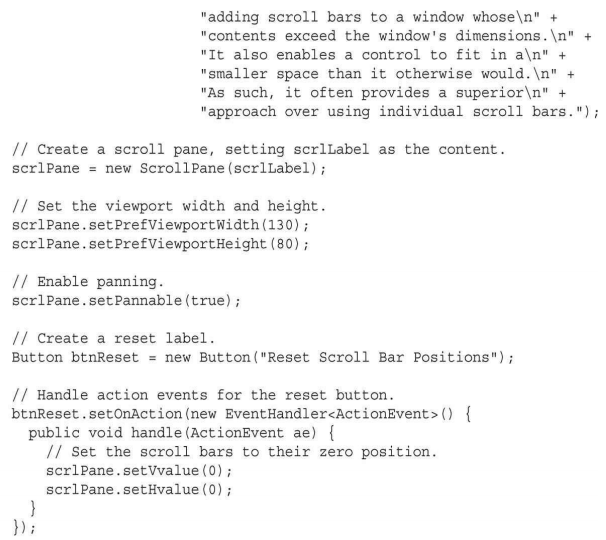 "adding scroll bars to a window whose\n" +
"contents exceed the window's dimensions.\n" +
"It also enables a control to fit in a\n" +
"smaller space than it otherwise would.\n" +
"As such, it often provides a superior\n" +
"approach over using individual scroll bars.");
// Create a scroll pane, setting scrlLabel as the content.
scrlPane = new ScrollPane(scrlLabel);
// Set the viewport width and height.
scrlPane.setPrefViewportWidth(130);
scrlPane.setPrefViewportHeight(80);
// Enable panning.
scrlPane.setPannable(true);
// Create a reset label.
Button btnReset = new Button("Reset Scroll Bar Positions");
// Handle action events for the reset button.
btnReset.setOnAction(new EventHandler<ActionEvent>() {
public void handle(ActionEvent ae) {
// Set the scroll bars to their zero position.
scrlPane.setVvalue(0);
scrlPane.setHvalue(0);
}
});